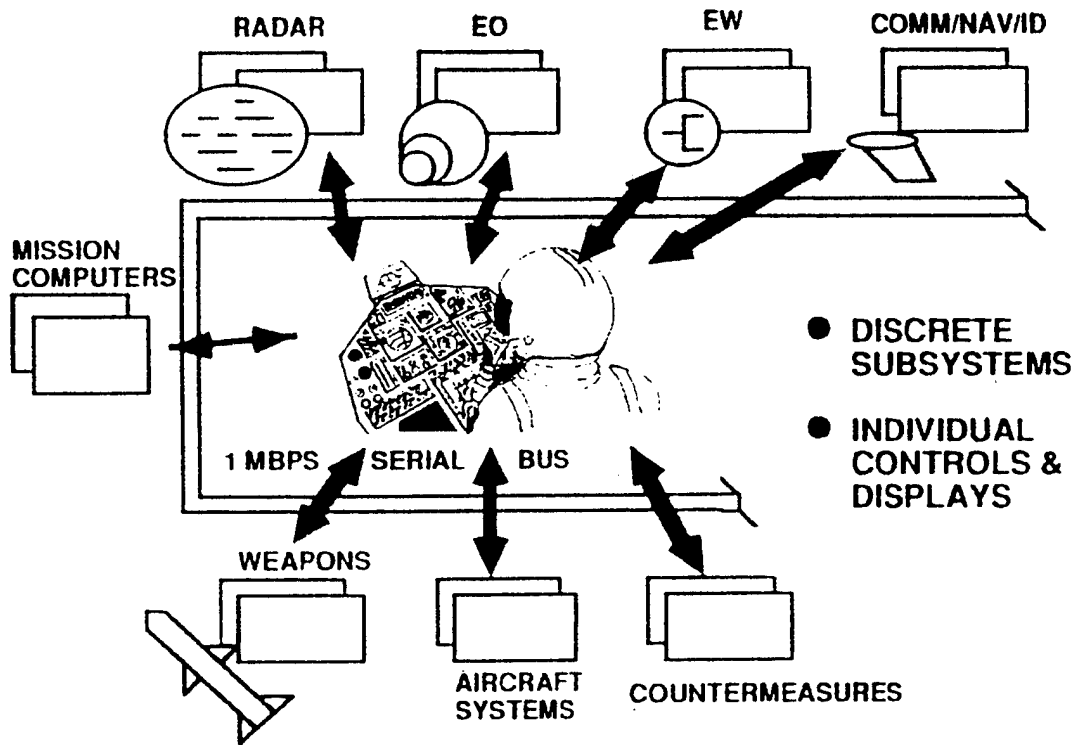 RADAR
EO
EW
COMM/NAV/ID
MISSION
COMPUTERS
● DISCRETE
SUBSYSTEMS
● INDIVIDUAL
CONTROLS &
DISPLAYS
1 MBPS SERIAL BUS
WEAPONS
AIRCRAFT
SYSTEMS
COUNTERMEASURES